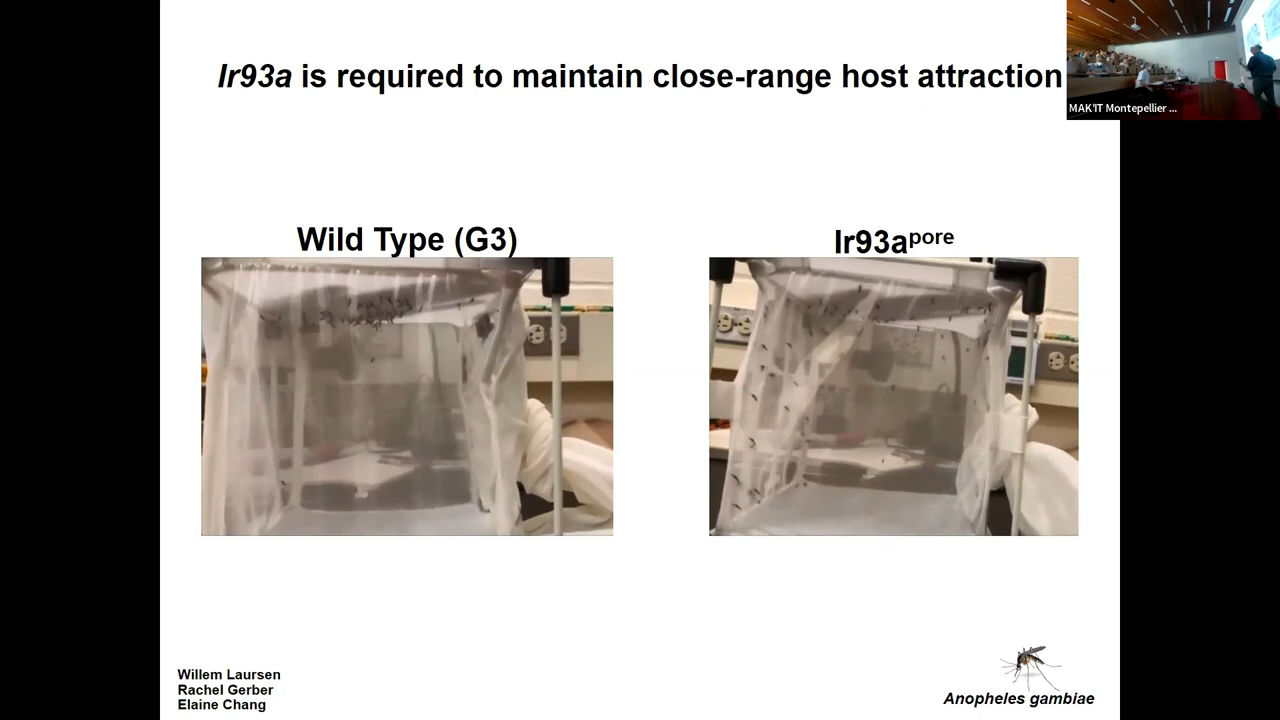 Ir93a is required to maintain close-range host attraction
MAK'IT Montepellier ...
Wild Type (G3)
Ir93apore
Willem Laursen
Rachel Gerber
Elaine Chang
Anopheles gambiae